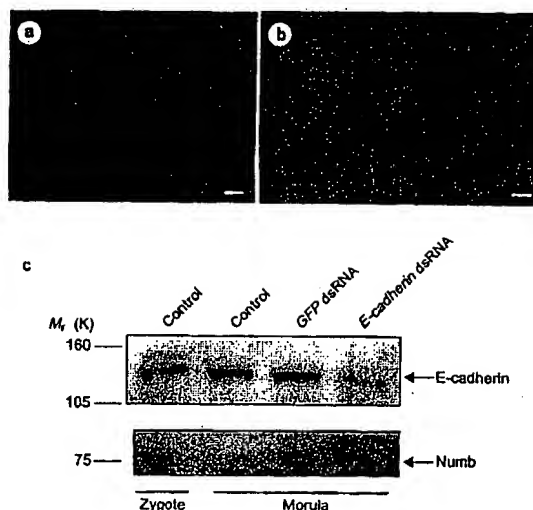 a
b
c
Control
Control
GFP dsRNA
E-cadherin dsRNA
Mr (K)
160
E-cadherin
105
75
Numb
Zygote
Morula